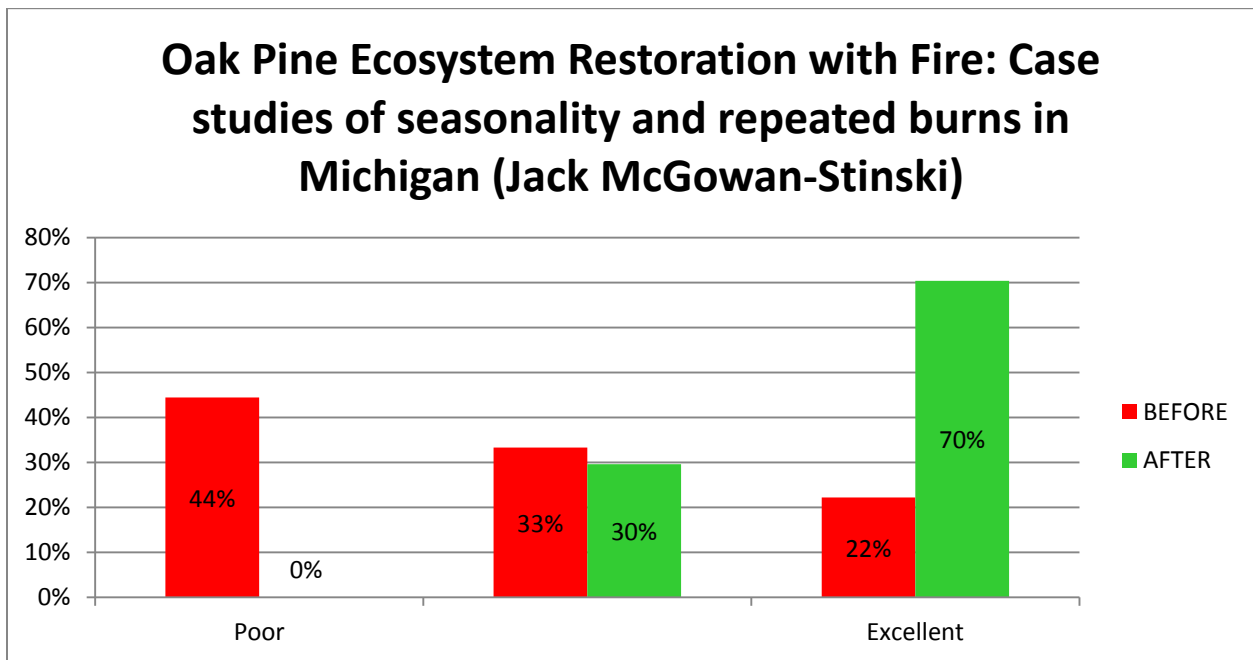 Oak Pine Ecosystem Restoration with Fire: Case
studies of seasonality and repeated burns in
Michigan (Jack McGowan-Stinski)
80%
70%
60%
50%
40%
30%
20%
10%
0%
44%
0%
33%
30%
22%
70%
Poor
Excellent
BEFORE
AFTER